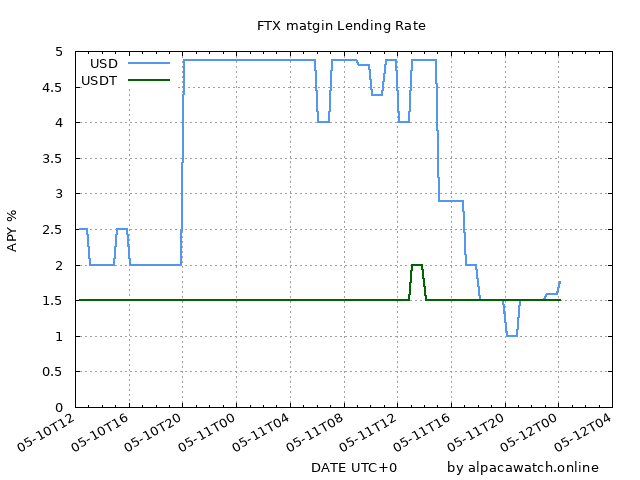 FTX matgin Lending Rate
USD
USDT
APY %
5
4.5
4
3.5
3
2.5
2
1.5
1
0.5
0
05-10T12
05-10T16
05-10T20
05-11T00
05-11T04
05-11T08
05-11T12
05-11T16
05-11T20
05-12T00
05-12T04
DATE UTC+0
by alpacawatch.online